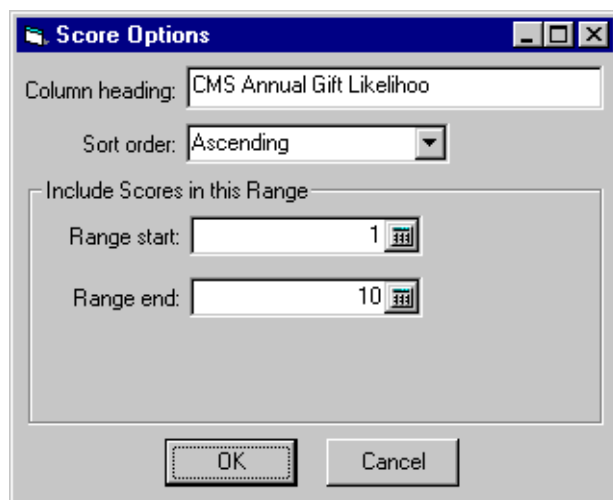 Score Options
Column heading: CMS Annual Gift Likelihoo
Sort order: Ascending
Include Scores in this Range
Range start: 1
Range end: 10
OK Cancel